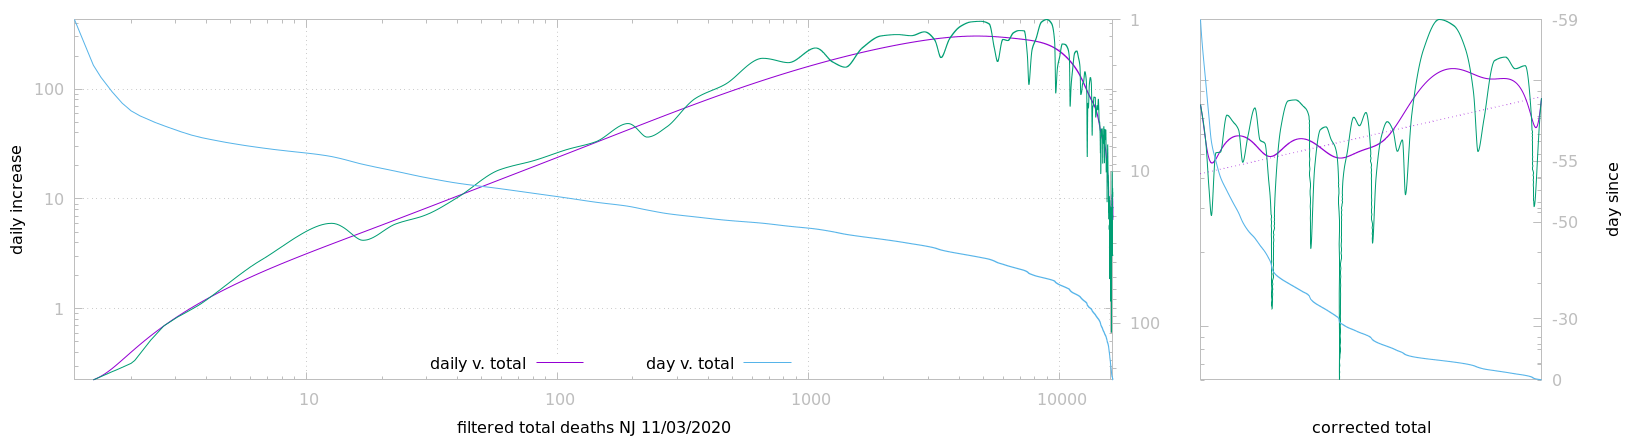 daily increase
100
10
1
10
100
1000
10000
1
10
100
daily v. total
day v. total
filtered total deaths NJ 11/03/2020
-59
-55
-50
-30
0
day since
corrected total